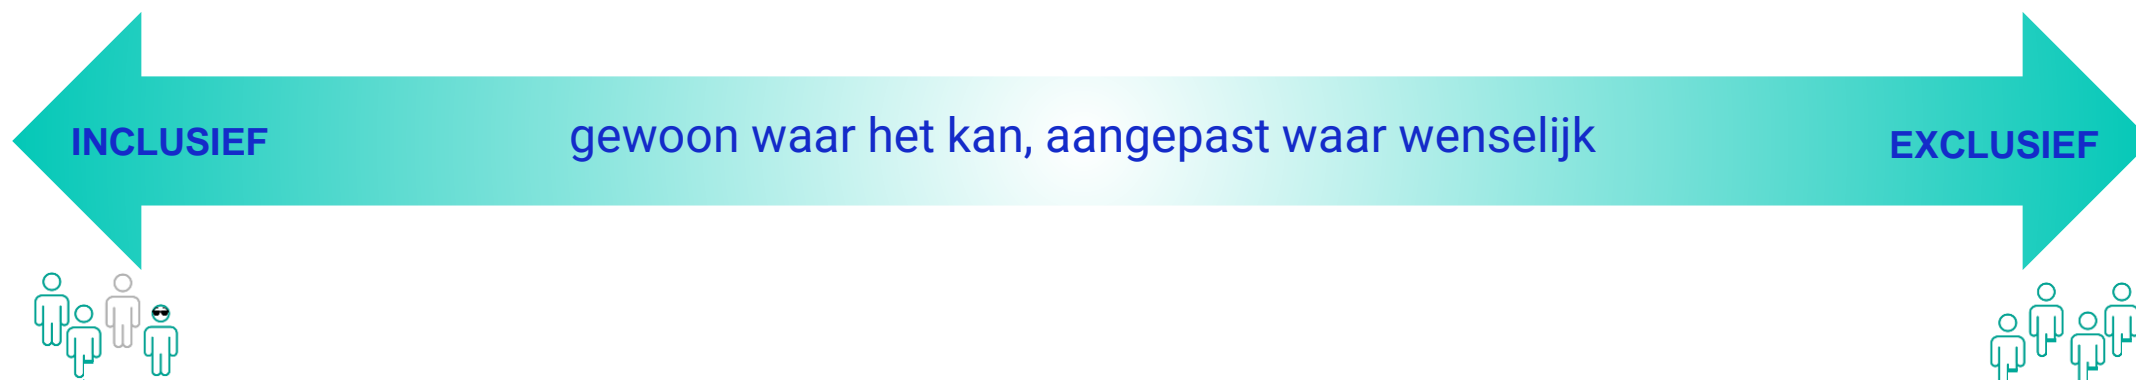 INCLUSIEF
gewoon waar het kan, aangepast waar wenselijk
EXCLUSIEF